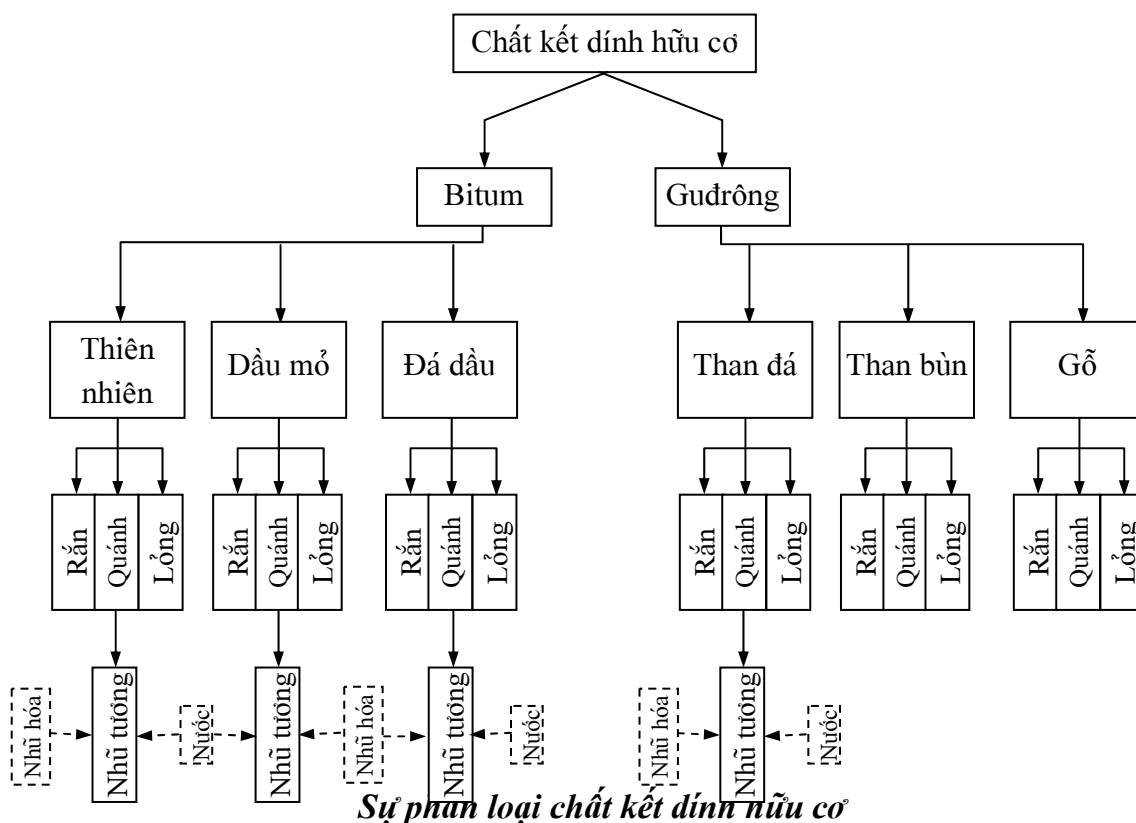 Chất kết dính hữu cơ
Bitum
Guđrông
Thiên
nhiên
Dầu mỏ
Đá dầu
Than đá
Than bùn
Gỗ
Rắn
Quánh
Lỏng
Rắn
Quánh
Lỏng
Rắn
Quánh
Lỏng
Rắn
Quánh
Lỏng
Rắn
Quánh
Lỏng
Rắn
Quánh
Lỏng
Nhũ hóa
Nhũ tương
Nước
Nhũ tương
Nhũ hóa
Nhũ tương
Nước
Nhũ hóa
Nhũ tương
Nước
Sự phân loại chất kết dính hữu cơ